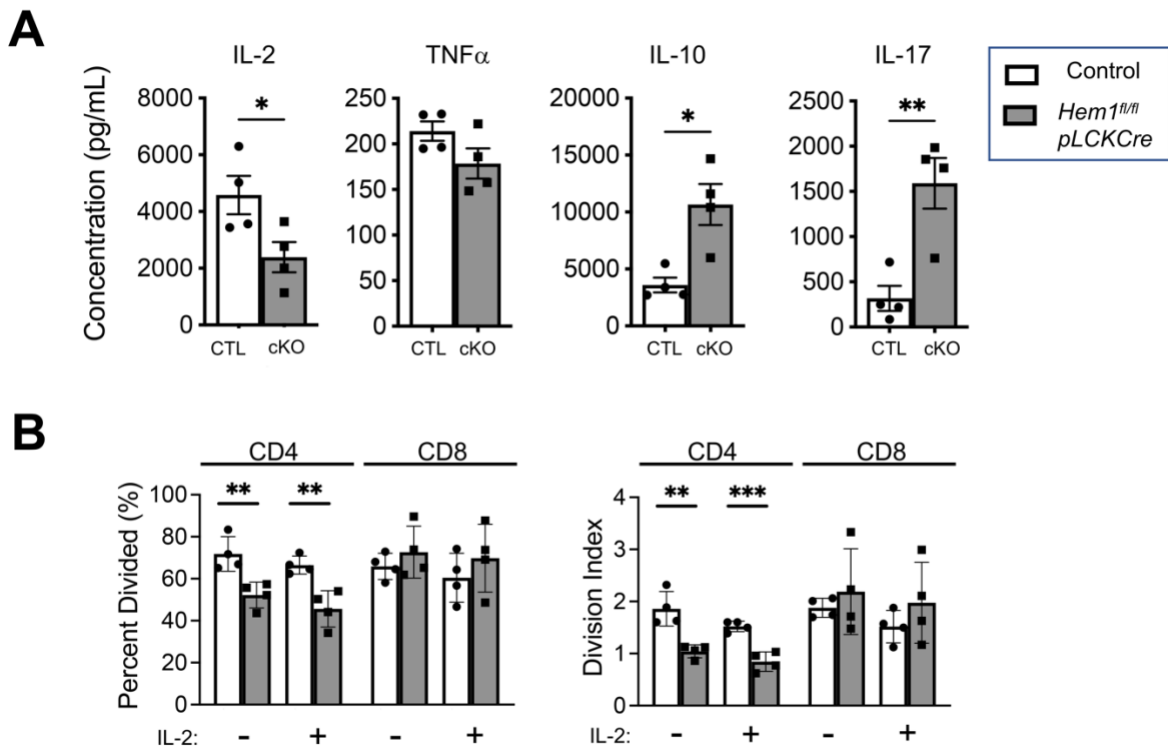 A
IL-2 TNFα IL-10 IL-17
Concentration (pg/mL)
8000
6000
4000
2000
0
*
CTL cKO
250
200
150
100
50
0
CTL cKO
20000
15000
10000
5000
0
*
CTL cKO
2500
2000
1500
1000
500
0
**
CTL cKO
Control
Hem1fl/fl
pLCKCre
B
CD4 CD8
Percent Divided (%)
100
80
60
40
20
0
** **
IL-2: - + - +
CD4 CD8
Division Index
4
3
2
1
0
** ***
IL-2: - + - +